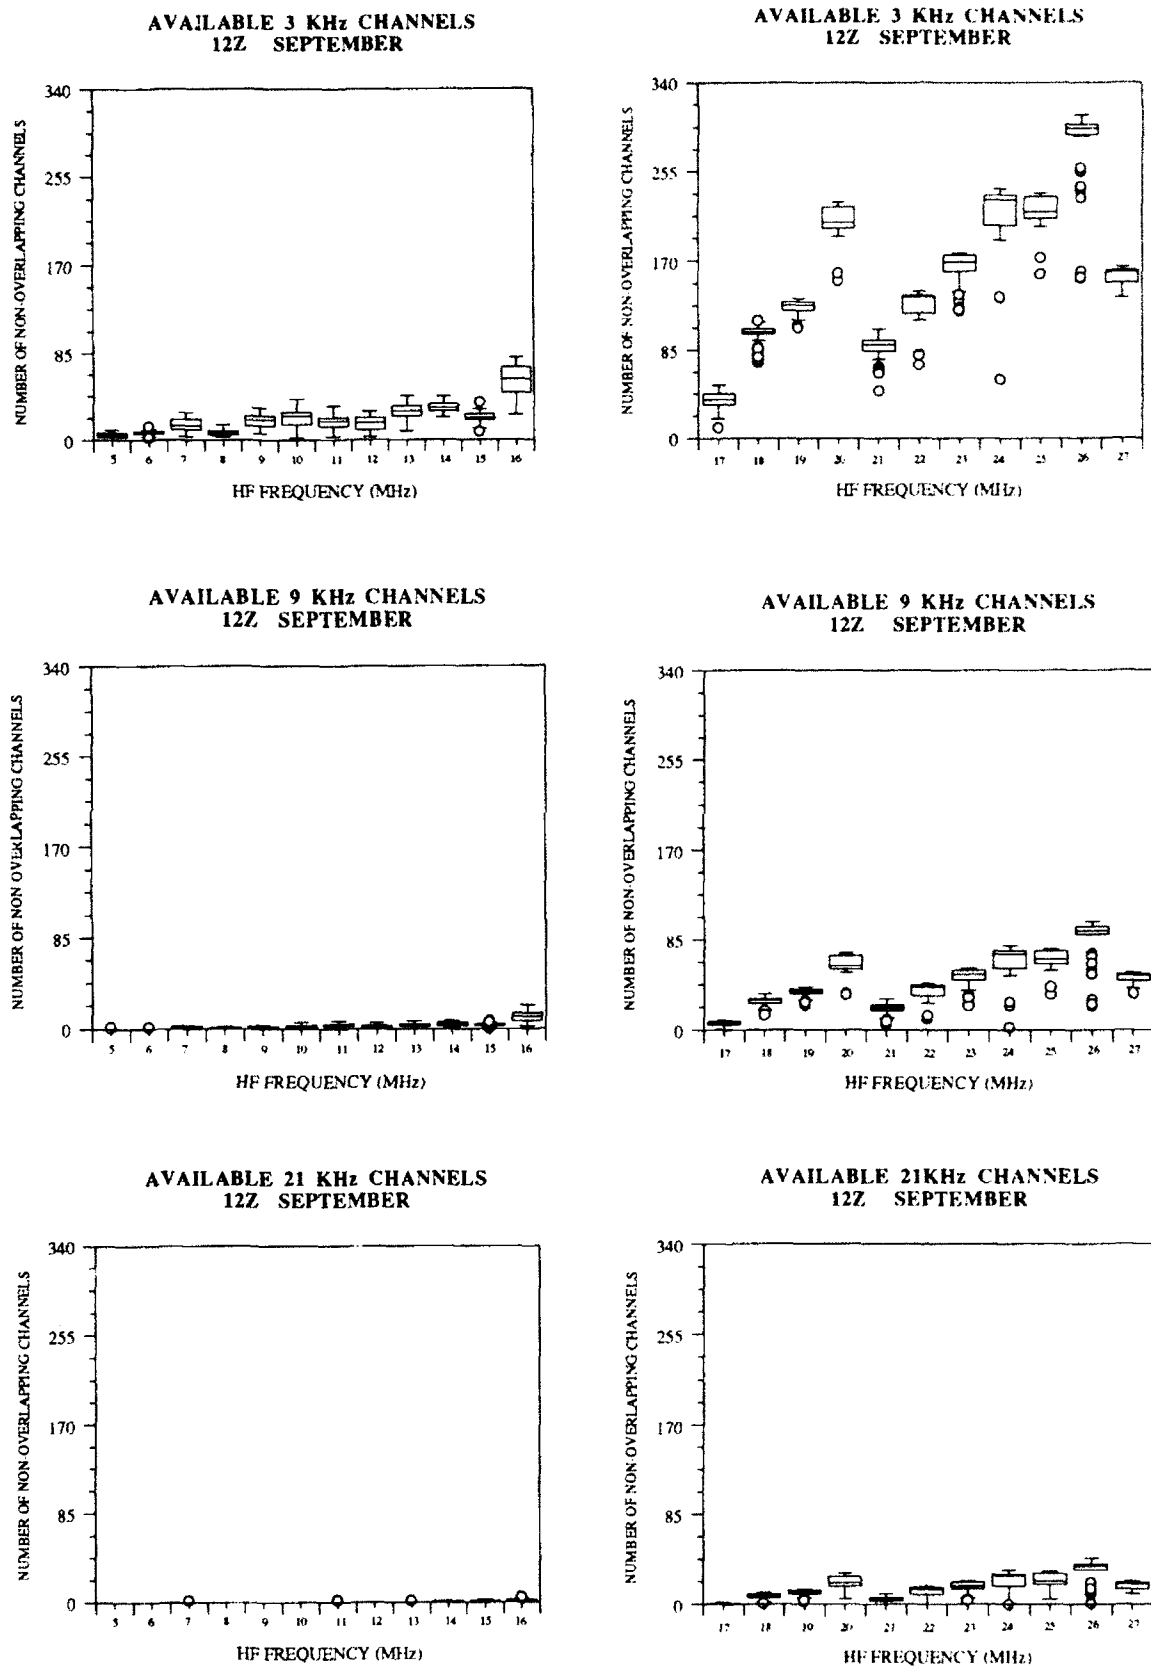 AVAILABLE 3 KHz CHANNELS
12Z SEPTEMBER
NUMBER OF NON-OVERLAPPING CHANNELS
340
255
170
85
0
5 6 7 8 9 10 11 12 13 14 15 16
HF FREQUENCY (MHz)
AVAILABLE 3 KHz CHANNELS
12Z SEPTEMBER
NUMBER OF NON-OVERLAPPING CHANNELS
340
255
170
85
0
17 18 19 20 21 22 23 24 25 26 27
HF FREQUENCY (MHz)
AVAILABLE 9 KHz CHANNELS
12Z SEPTEMBER
NUMBER OF NON OVERLAPPING CHANNELS
340
255
170
85
0
5 6 7 8 9 10 11 12 13 14 15 16
HF FREQUENCY (MHz)
AVAILABLE 9 KHz CHANNELS
12Z SEPTEMBER
NUMBER OF NON-OVERLAPPING CHANNELS
340
255
170
85
0
17 18 19 20 21 22 23 24 25 26 27
HF FREQUENCY (MHz)
AVAILABLE 21 KHz CHANNELS
12Z SEPTEMBER
NUMBER OF NON-OVERLAPPING CHANNELS
340
255
170
85
0
5 6 7 8 9 10 11 12 13 14 15 16
HF FREQUENCY (MHz)
AVAILABLE 21KHz CHANNELS
12Z SEPTEMBER
NUMBER OF NON-OVERLAPPING CHANNELS
340
255
170
85
0
17 18 19 20 21 22 23 24 25 26 27
HF FREQUENCY (MHz)